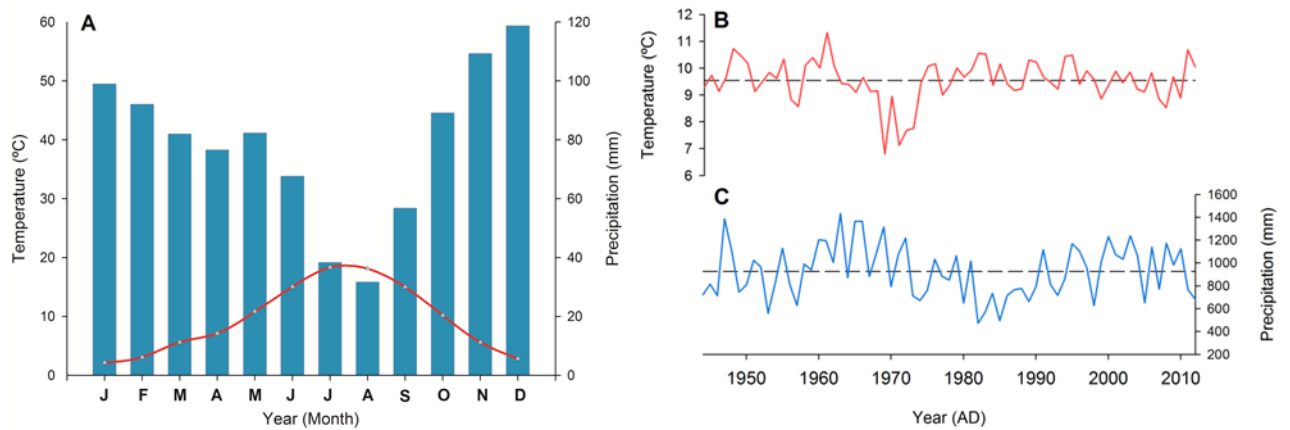 A
Temperature (ºC)
60
50
40
30
20
10
0
Precipitation (mm)
120
100
80
60
40
20
0
J F M A M J J A S O N D
Year (Month)
B
Temperature (ºC)
12
11
10
9
8
7
6
C
Precipitation (mm)
1600
1400
1200
1000
800
600
400
200
1950 1960 1970 1980 1990 2000 2010
Year (AD)